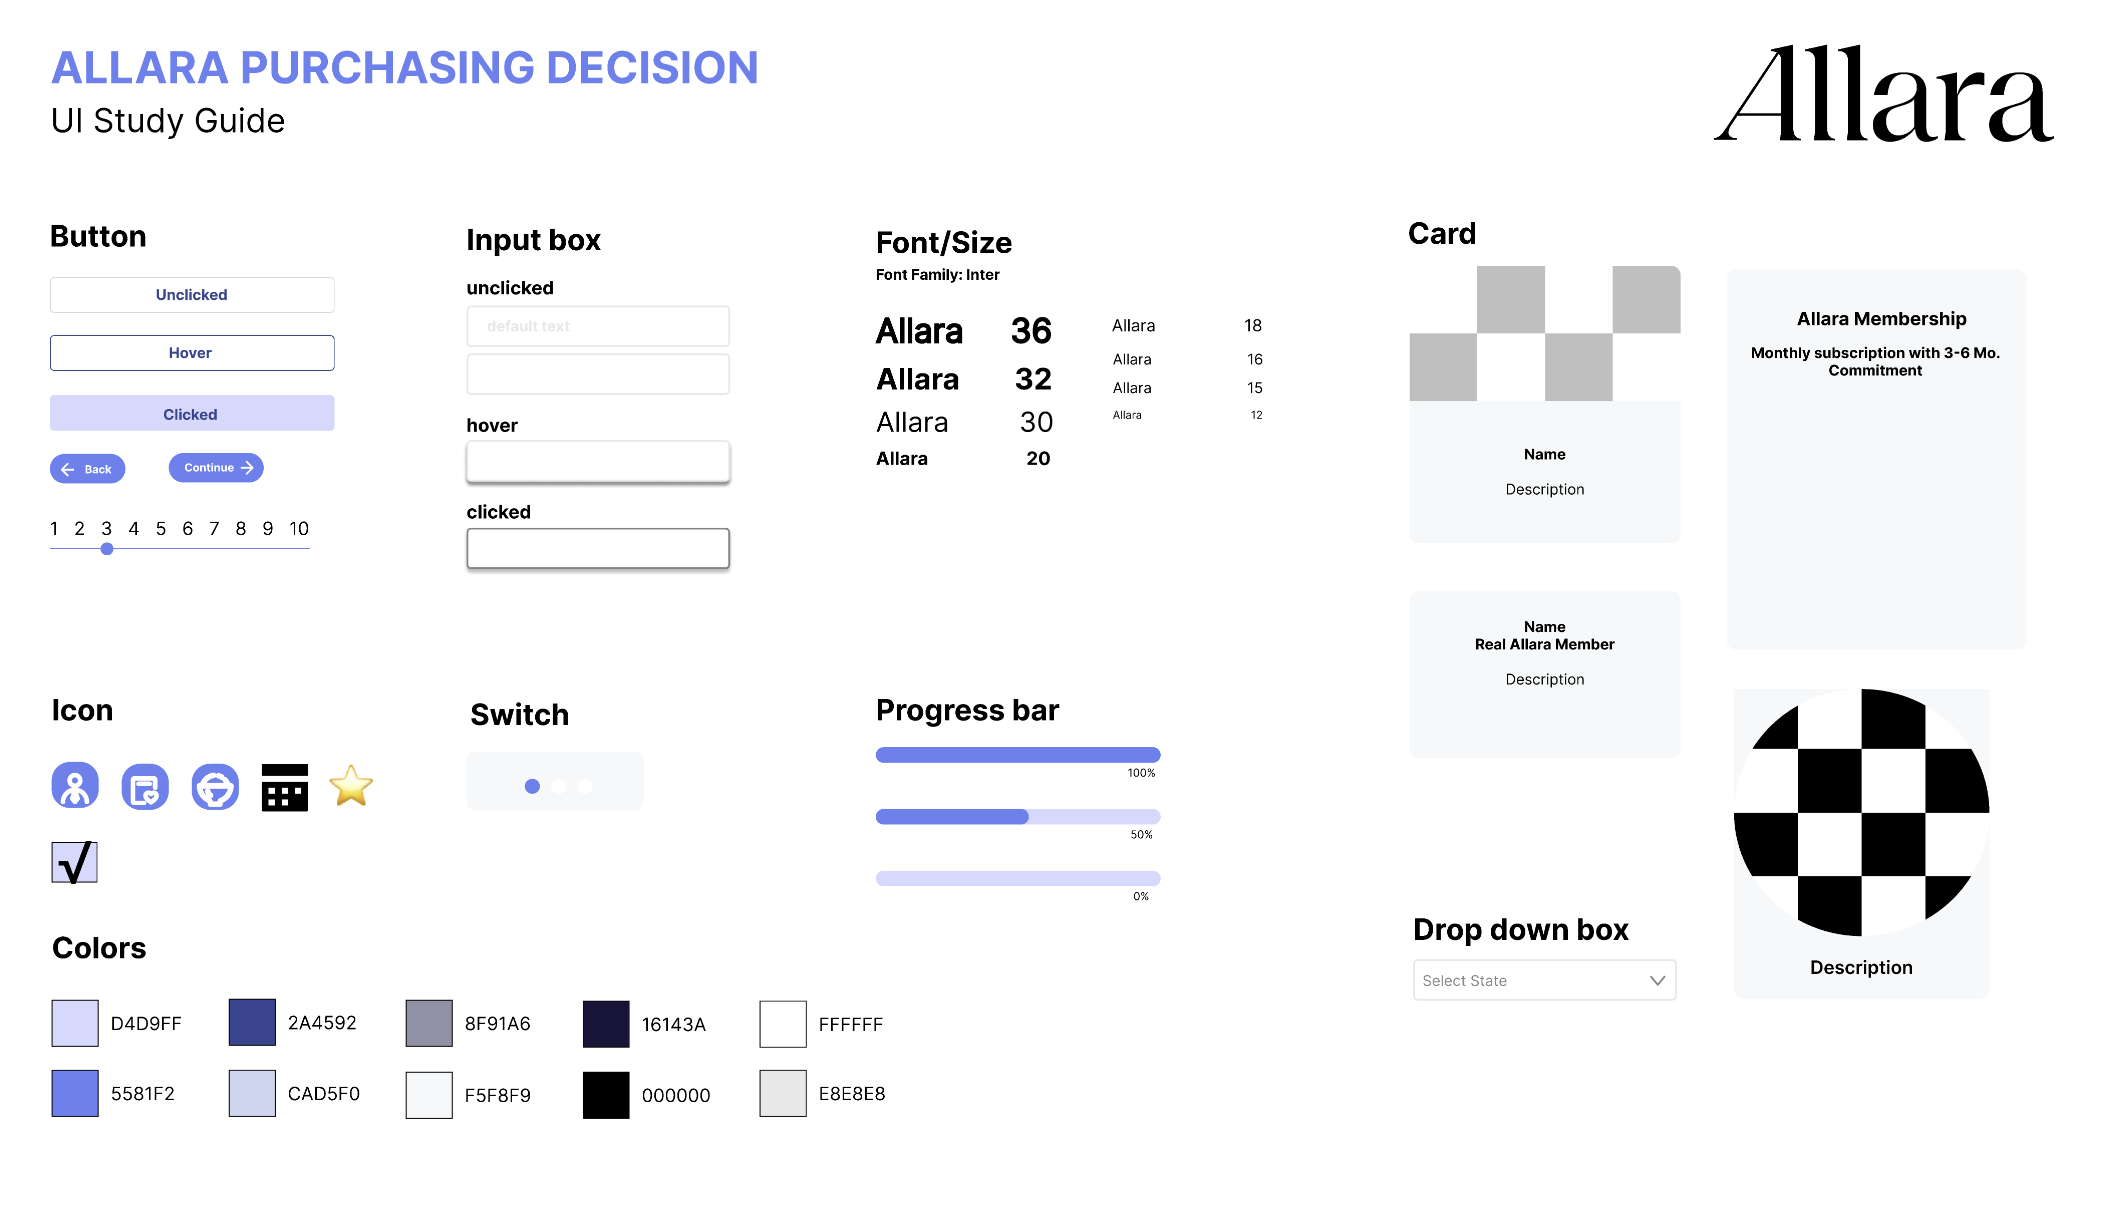 ALLARA PURCHASING DECISION
UI Study Guide
Allara
Button
Unclicked
Hover
Clicked
Back
Continue
1 2 3 4 5 6 7 8 9 10
Input box
unclicked
default text
hover
clicked
Font/Size
Font Family: Inter
Allara 36
Allara 32
Allara 30
Allara 20
Allara 18
Allara 16
Allara 15
Allara 12
Card
Name
Description
Allara Membership
Monthly subscription with 3-6 Mo.
Commitment
Name
Real Allara Member
Description
Description
Icon
Switch
Progress bar
100%
50%
0%
Drop down box
Select State
Colors
D4D9FF
2A4592
8F91A6
16143A
FFFFFF
5581F2
CAD5F0
F5F8F9
000000
E8E8E8